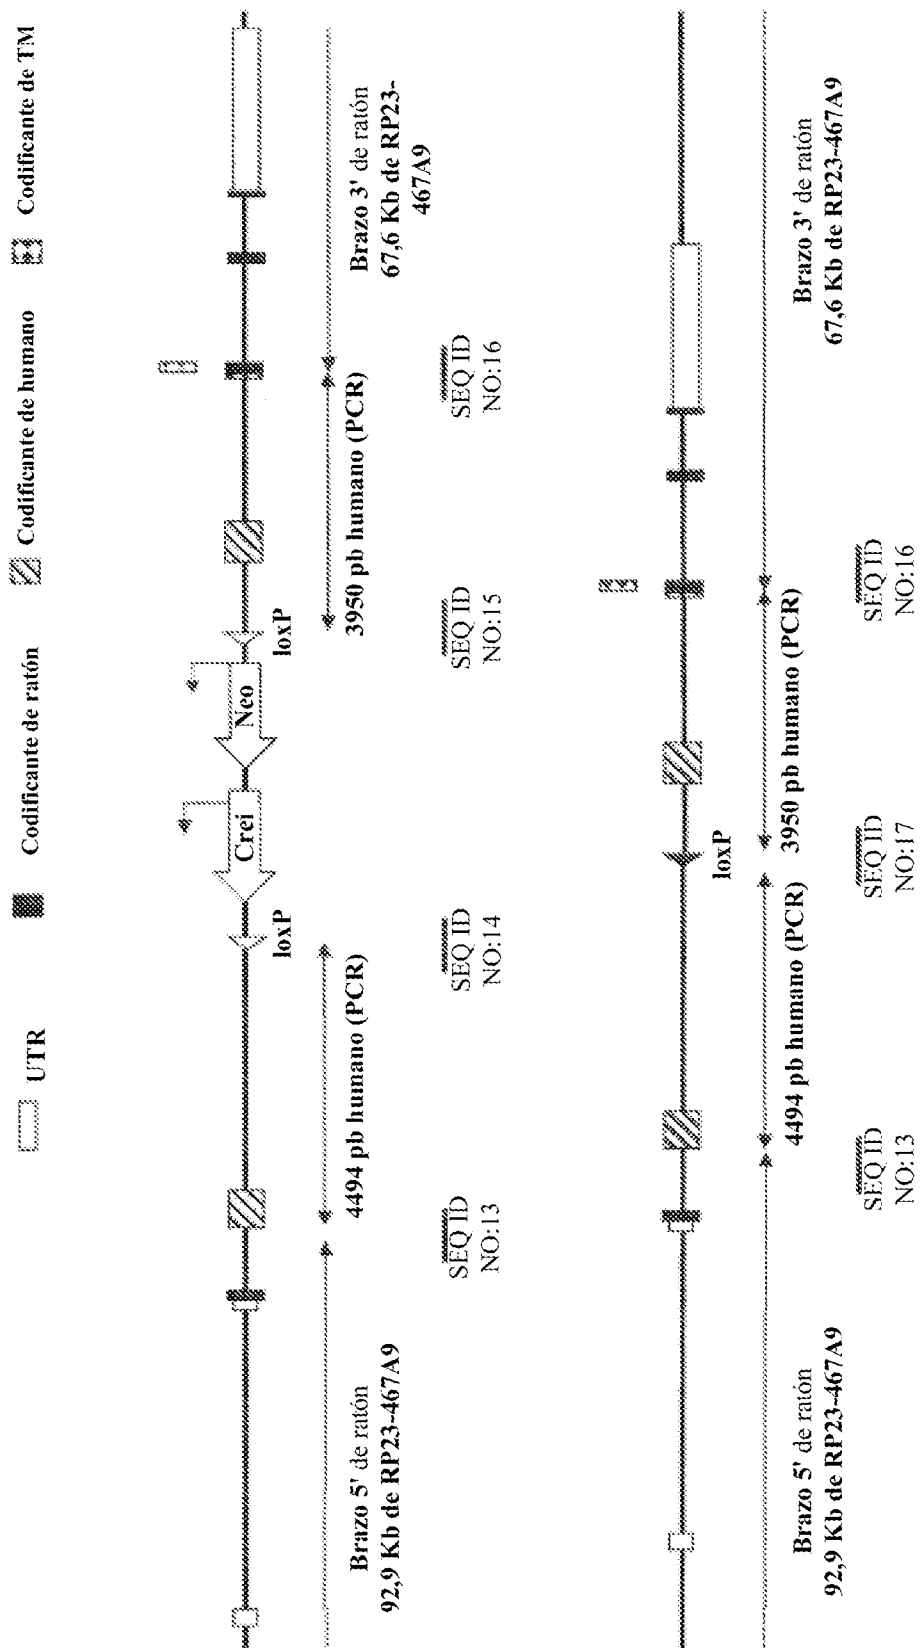 UTR
Codificante de ratón
Codificante de humano
Codificante de TM
loxP
Crei
Neo
loxP
Brazo 5' de ratón
92,9 Kb de RP23-467A9
4494 pb humano (PCR)
3950 pb humano (PCR)
Brazo 3' de ratón
67,6 Kb de RP23-
467A9
SEQ ID
NO:13
SEQ ID
NO:14
SEQ ID
NO:15
SEQ ID
NO:16
loxP
Brazo 5' de ratón
92,9 Kb de RP23-467A9
4494 pb humano (PCR)
3950 pb humano (PCR)
Brazo 3' de ratón
67,6 Kb de RP23-467A9
SEQ ID
NO:13
SEQ ID
NO:17
SEQ ID
NO:16